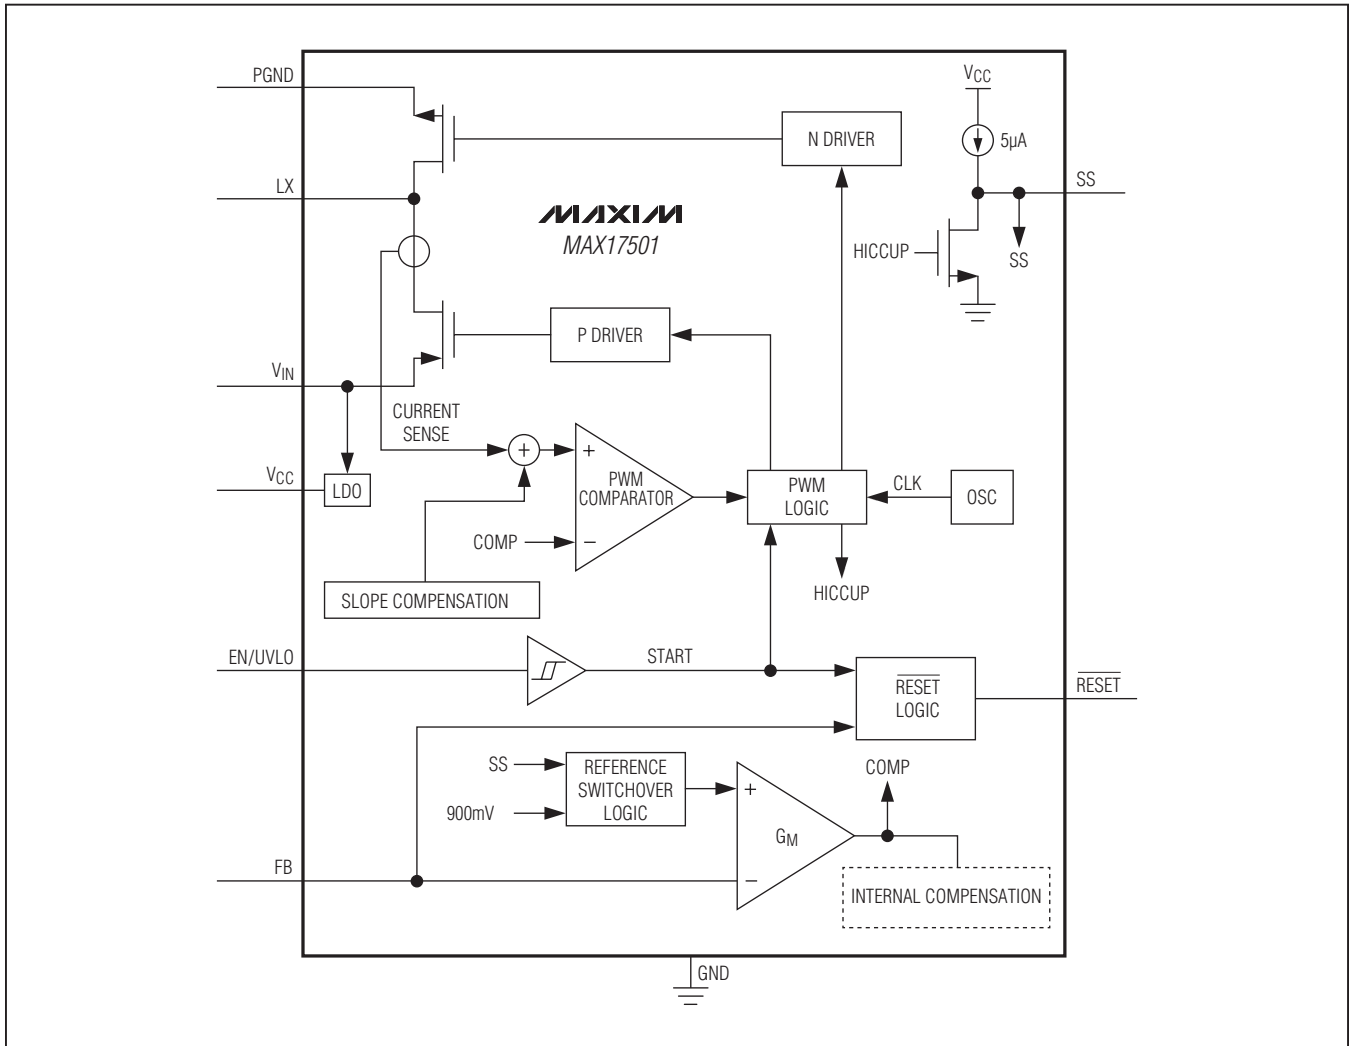 PGND
VCC
N DRIVER
5µA
LX
SS
MAXIM
MAX17501
HICCUP
SS
P DRIVER
VIN
CURRENT
SENSE
+
+
PWM
COMPARATOR
VCC
LDO
PWM
LOGIC
CLK
OSC
COMP
−
HICCUP
SLOPE COMPENSATION
EN/UVLO
START
RESET
LOGIC
RESET
SS
REFERENCE
SWITCHOVER
LOGIC
900mV
+
GM
COMP
FB
−
INTERNAL COMPENSATION
GND